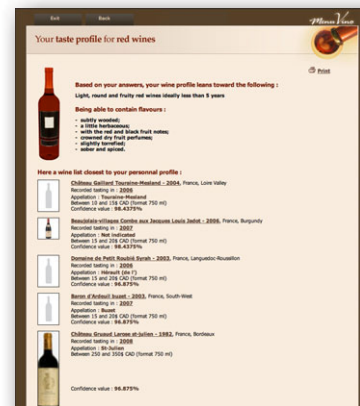 Exit
Back
Menu Vino
Your taste profile for red wines
Print
Based on your answers, your wine profile leans toward the following :
Light, round and fruity red wines ideally less than 5 years
Being able to contain flavours :
- subtly wooded;
- a little herbaceous;
- with the red and black fruit notes;
- crowned dry fruit perfumes;
- slightly torrefied;
- sober and spiced.
Here a wine list closest to your personnal profile :
Château Gaillard Touraine-Mesland - 2004, France, Loire Valley
Recorded tasting in : 2006
Appellation : Touraine-Mesland
Between 10 and 15$ CAD (format 750 ml)
Confidence value : 98.4375%
Beaujolais-villages Combe aux Jacques Louis Jadot - 2006, France, Burgundy
Recorded tasting in : 2007
Appellation : Not indicated
Between 15 and 20$ CAD (format 750 ml)
Confidence value : 98.4375%
Domaine de Petit Roubié Syrah - 2003, France, Languedoc-Roussillon
Recorded tasting in : 2006
Appellation : Hérault (de l')
Between 15 and 20$ CAD (format 750 ml)
Confidence value : 96.875%
Baron d'Ardeuil buzet - 2003, France, South-West
Recorded tasting in : 2007
Appellation : Buzet
Between 15 and 20$ CAD (format 750 ml)
Confidence value : 96.875%
Château Gruaud Larose st-julien - 1982, France, Bordeaux
Recorded tasting in : 2008
Appellation : St-Julien
Between 250 and 350$ CAD (format 750 ml)
Confidence value : 96.875%